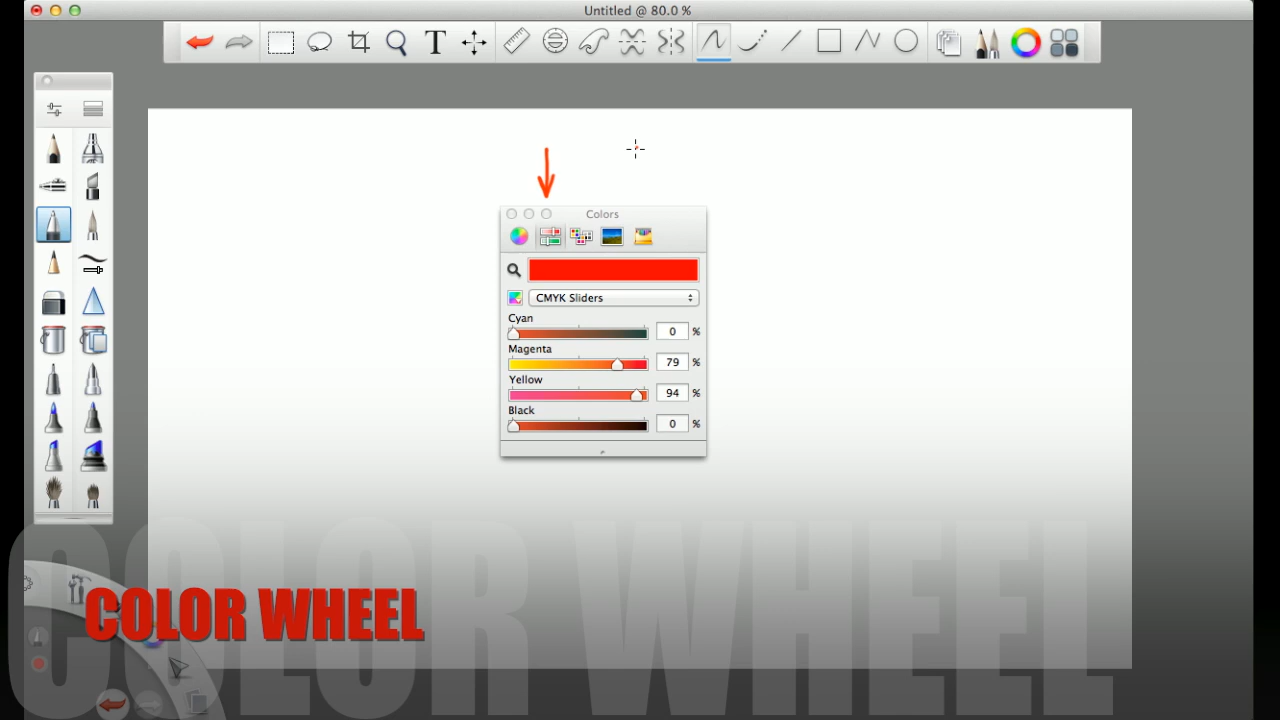 Untitled @ 80.0 %
T
Colors
CMYK Sliders
Cyan
0 %
Magenta
79 %
Yellow
94 %
Black
0 %
COLOR WHEEL
COLOR WHEEL